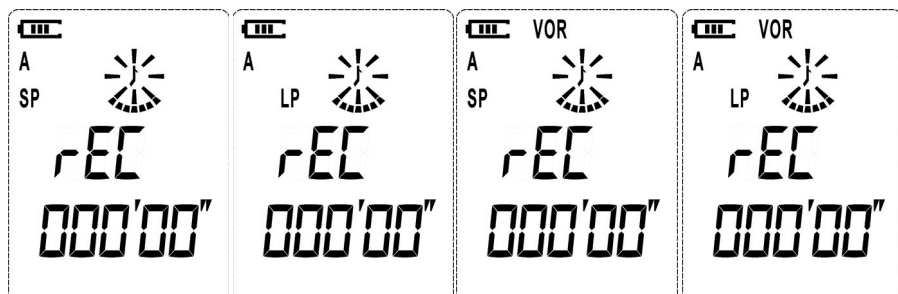 A
SP
rEC
000'00"
A
LP
rEC
000'00"
VOR
A
SP
rEC
000'00"
VOR
A
LP
rEC
000'00"